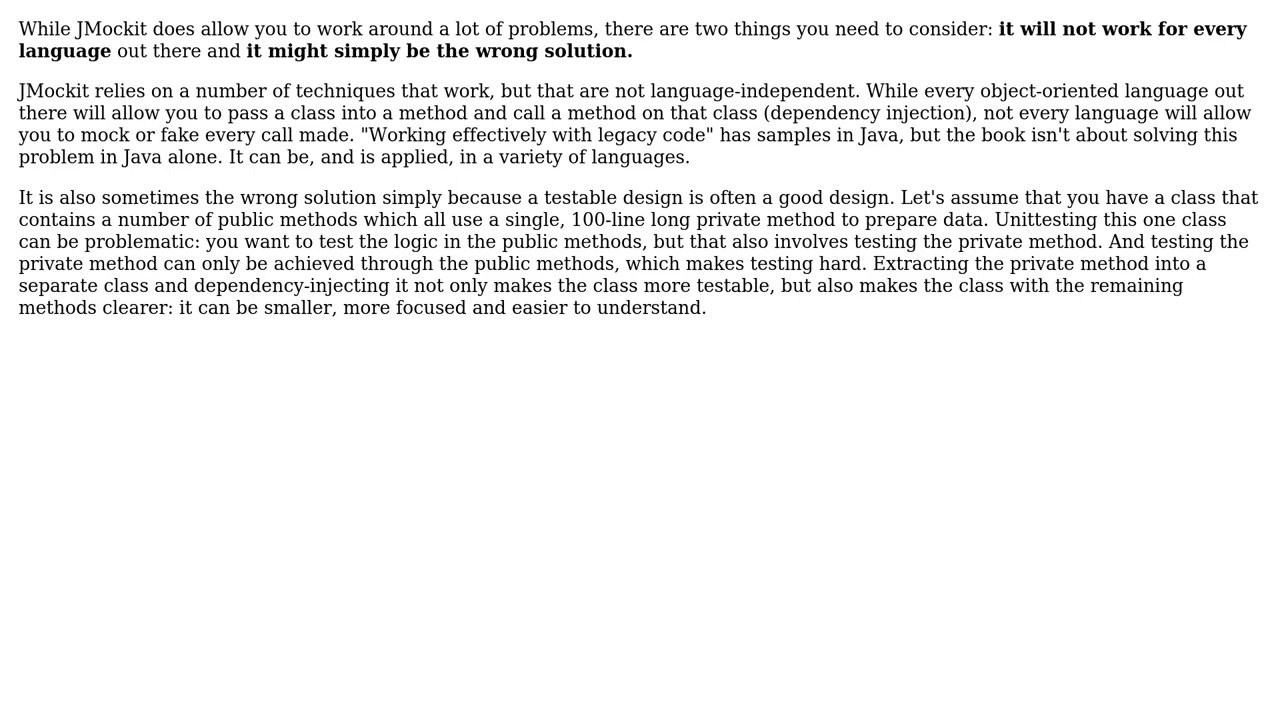 While JMockit does allow you to work around a lot of problems, there are two things you need to consider: it will not work for every
language out there and it might simply be the wrong solution.
JMockit relies on a number of techniques that work, but that are not language-independent. While every object-oriented language out
there will allow you to pass a class into a method and call a method on that class (dependency injection), not every language will allow
you to mock or fake every call made. "Working effectively with legacy code" has samples in Java, but the book isn't about solving this
problem in Java alone. It can be, and is applied, in a variety of languages.
It is also sometimes the wrong solution simply because a testable design is often a good design. Let's assume that you have a class that
contains a number of public methods which all use a single, 100-line long private method to prepare data. Unittesting this one class
can be problematic: you want to test the logic in the public methods, but that also involves testing the private method. And testing the
private method can only be achieved through the public methods, which makes testing hard. Extracting the private method into a
separate class and dependency-injecting it not only makes the class more testable, but also makes the class with the remaining
methods clearer: it can be smaller, more focused and easier to understand.